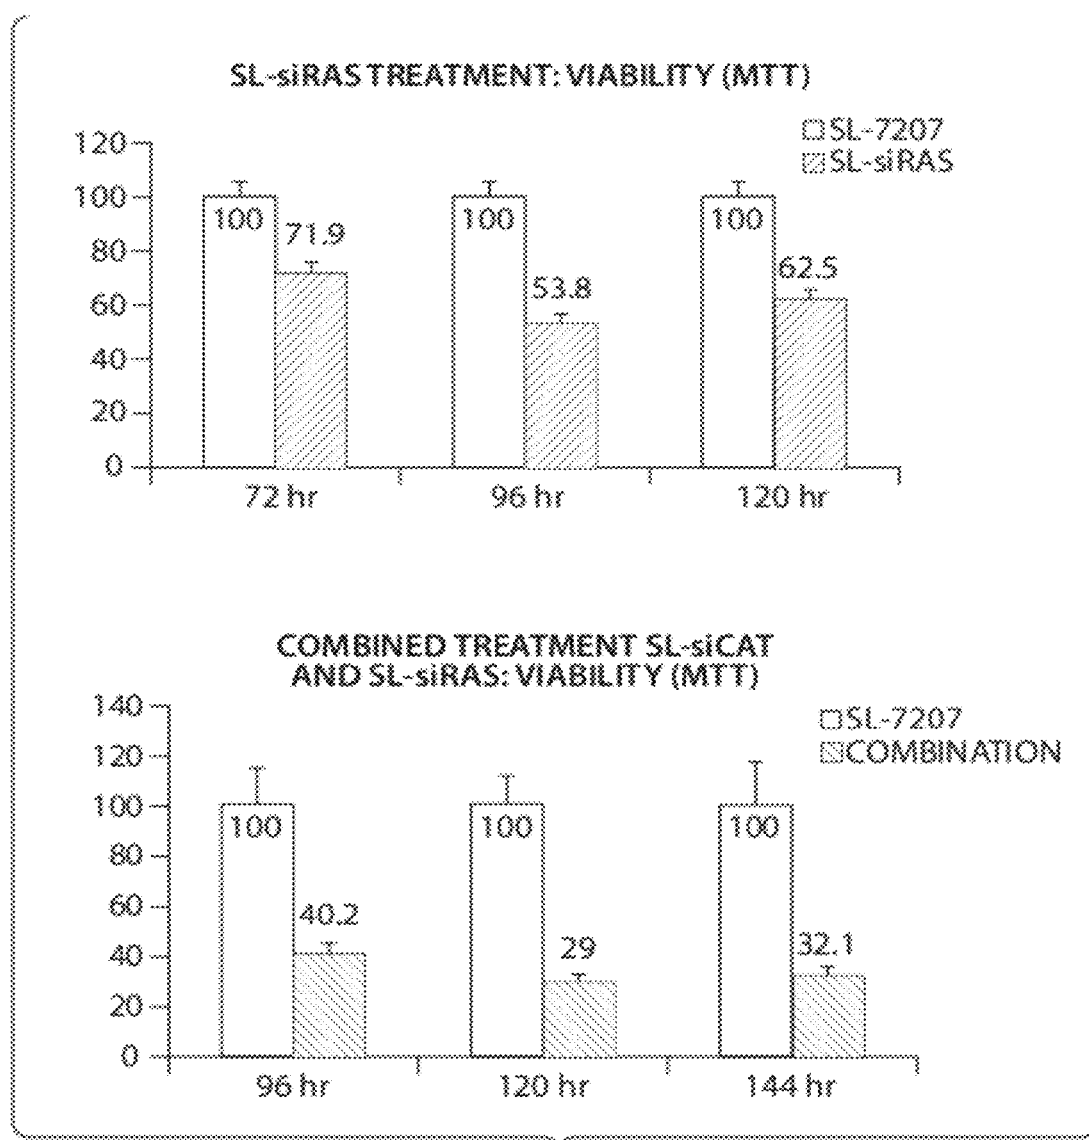 SL-siRAS TREATMENT: VIABILITY (MTT)
SL-7207
SL-siRAS
120
100
80
60
40
20
0
100
71.9
100
53.8
100
62.5
72 hr
96 hr
120 hr
COMBINED TREATMENT SL-siCAT
AND SL-siRAS: VIABILITY (MTT)
SL-7207
COMBINATION
140
120
100
80
60
40
20
0
100
40.2
100
29
100
32.1
96 hr
120 hr
144 hr